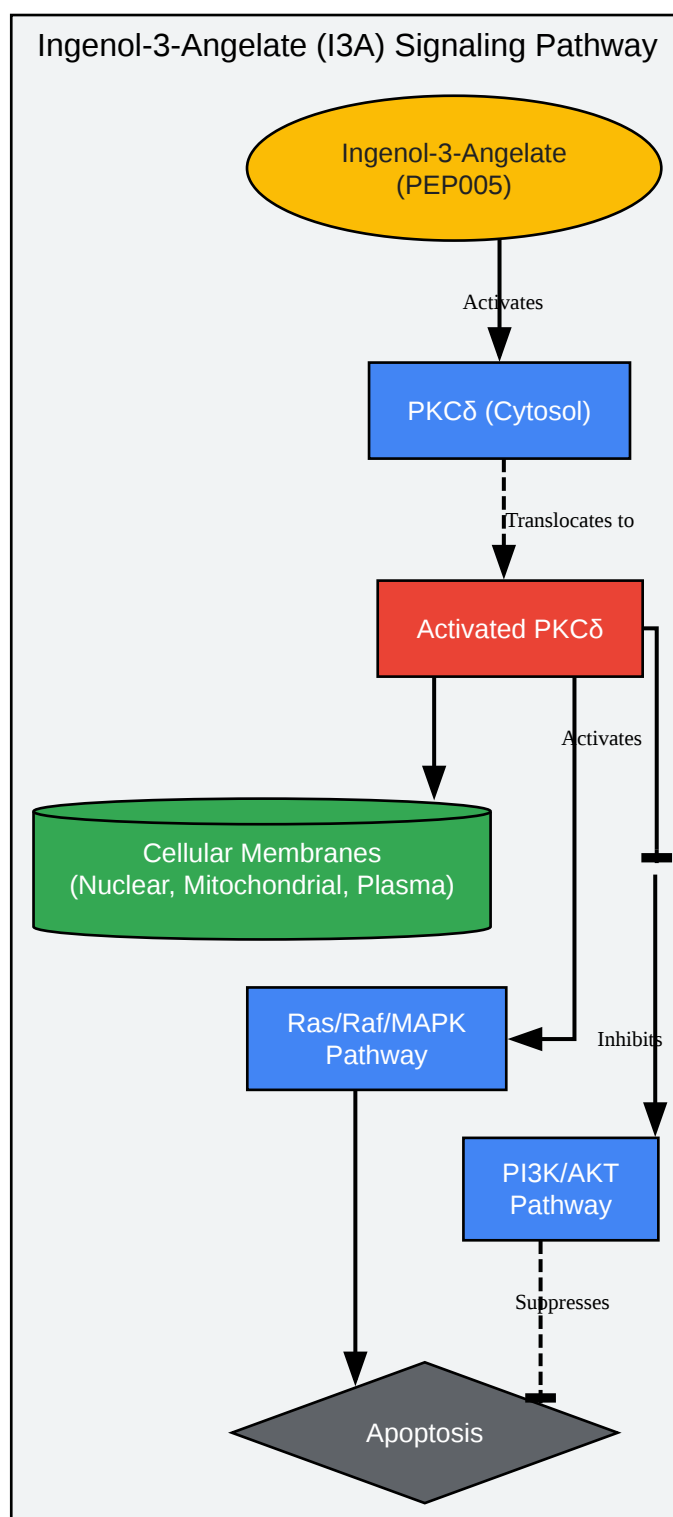 Ingenol-3-Angelate (I3A) Signaling Pathway
Ingenol-3-Angelate
(PEP005)
Activates
PKCδ (Cytosol)
Translocates to
Activated PKCδ
Activates
Cellular Membranes
(Nuclear, Mitochondrial, Plasma)
Ras/Raf/MAPK
Pathway
Inhibits
PI3K/AKT
Pathway
Suppresses
Apoptosis